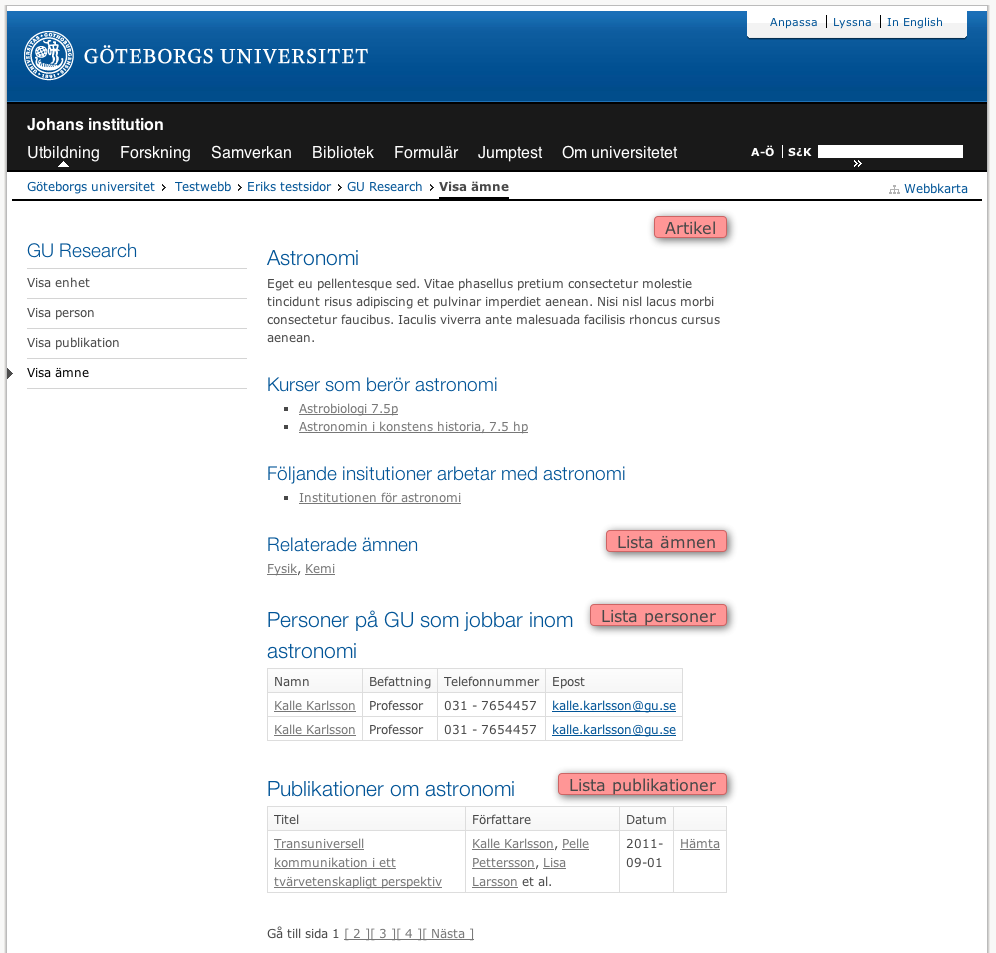 Anpassa Lyssna In English
GÖTEBORGS UNIVERSITET
Johans institution
Utbildning Forskning Samverkan Bibliotek Formulär Jumptest Om universitetet
A-Ö S¿K
Göteborgs universitet Testwebb Eriks testsidor GU Research Visa ämne
Webbkarta
GU Research
Visa enhet
Visa person
Visa publikation
Visa ämne
Artikel
Astronomi
Eget eu pellentesque sed. Vitae phasellus pretium consectetur molestie
tincidunt risus adipiscing et pulvinar imperdiet aenean. Nisi nisl lacus morbi
consectetur faucibus. Iaculis viverra ante malesuada facilisis rhoncus cursus
aenean.
Kurser som berör astronomi
Astrobiologi 7.5p
Astronomin i konstens historia, 7.5 hp
Följande insitutioner arbetar med astronomi
Institutionen för astronomi
Relaterade ämnen
Lista ämnen
Fysik, Kemi
Personer på GU som jobbar inom
astronomi
Lista personer
Namn Befattning Telefonnummer Epost
Kalle Karlsson Professor 031 - 7654457 kalle.karlsson@gu.se
Kalle Karlsson Professor 031 - 7654457 kalle.karlsson@gu.se
Publikationer om astronomi
Lista publikationer
Titel Författare Datum
Transuniversell Kalle Karlsson, Pelle 2011- Hämta
kommunikation i ett Pettersson, Lisa 09-01
tvärvetenskapligt perspektiv Larsson et al.
Gå till sida 1 [ 2 ][ 3 ][ 4 ][ Nästa ]